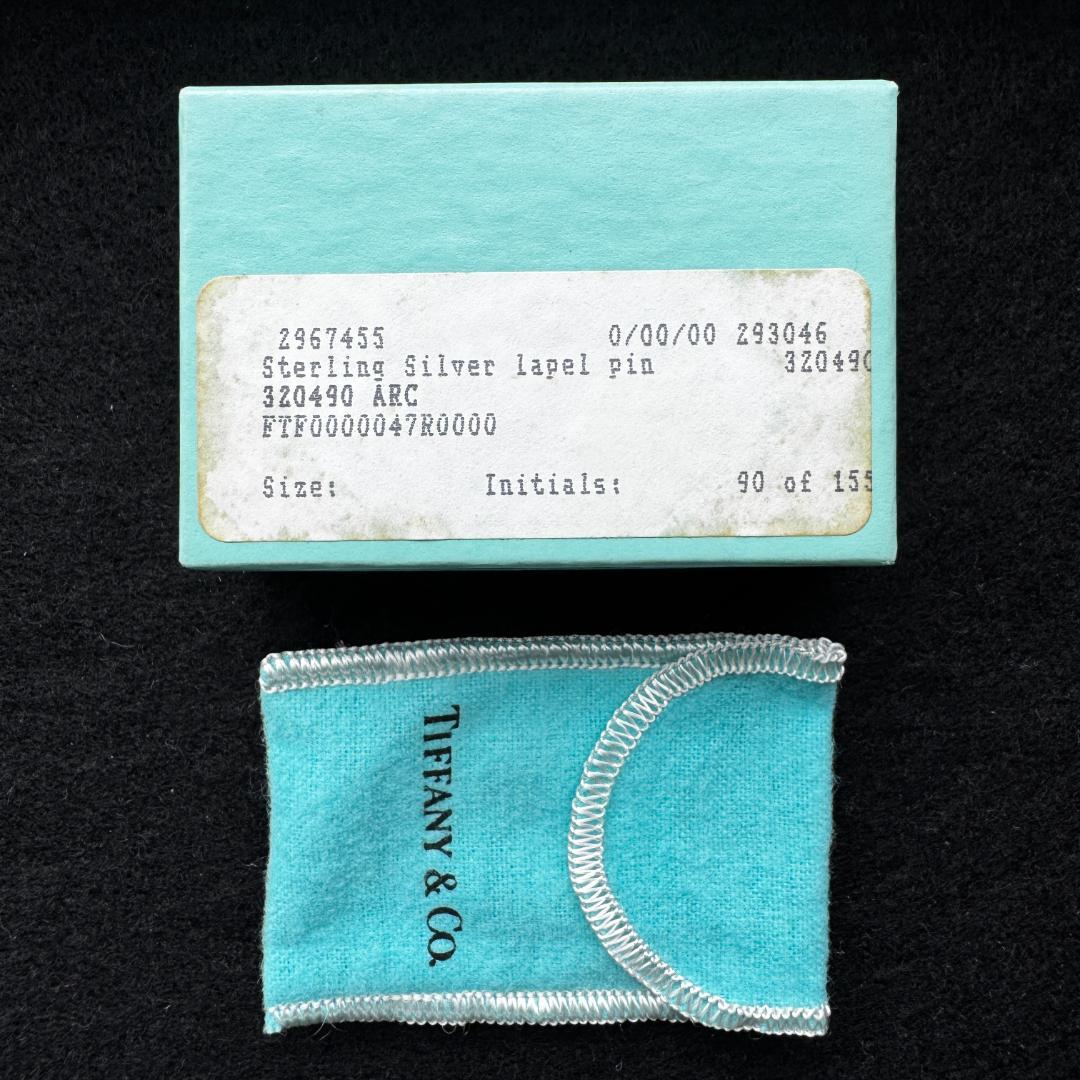 2967455 0/00/00 293046
Sterling Silver lapel pin 320490
320490 ARC
FTF0000047R0000
Size: Initials: 90 of 155
TIFFANY & CO.